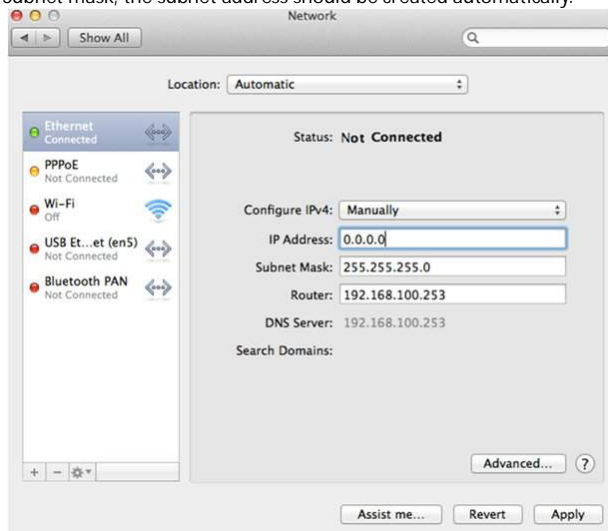 subnet mask, the subnet address should be created automatically.
Network
Show All
Location: Automatic
Ethernet
Connected
PPPoE
Not Connected
Wi-Fi
Off
USB Et...et (en5)
Not Connected
Bluetooth PAN
Not Connected
Status: Not Connected
Configure IPv4: Manually
IP Address: 0.0.0.0
Subnet Mask: 255.255.255.0
Router: 192.168.100.253
DNS Server: 192.168.100.253
Search Domains:
Advanced... ?
Assist me... Revert Apply